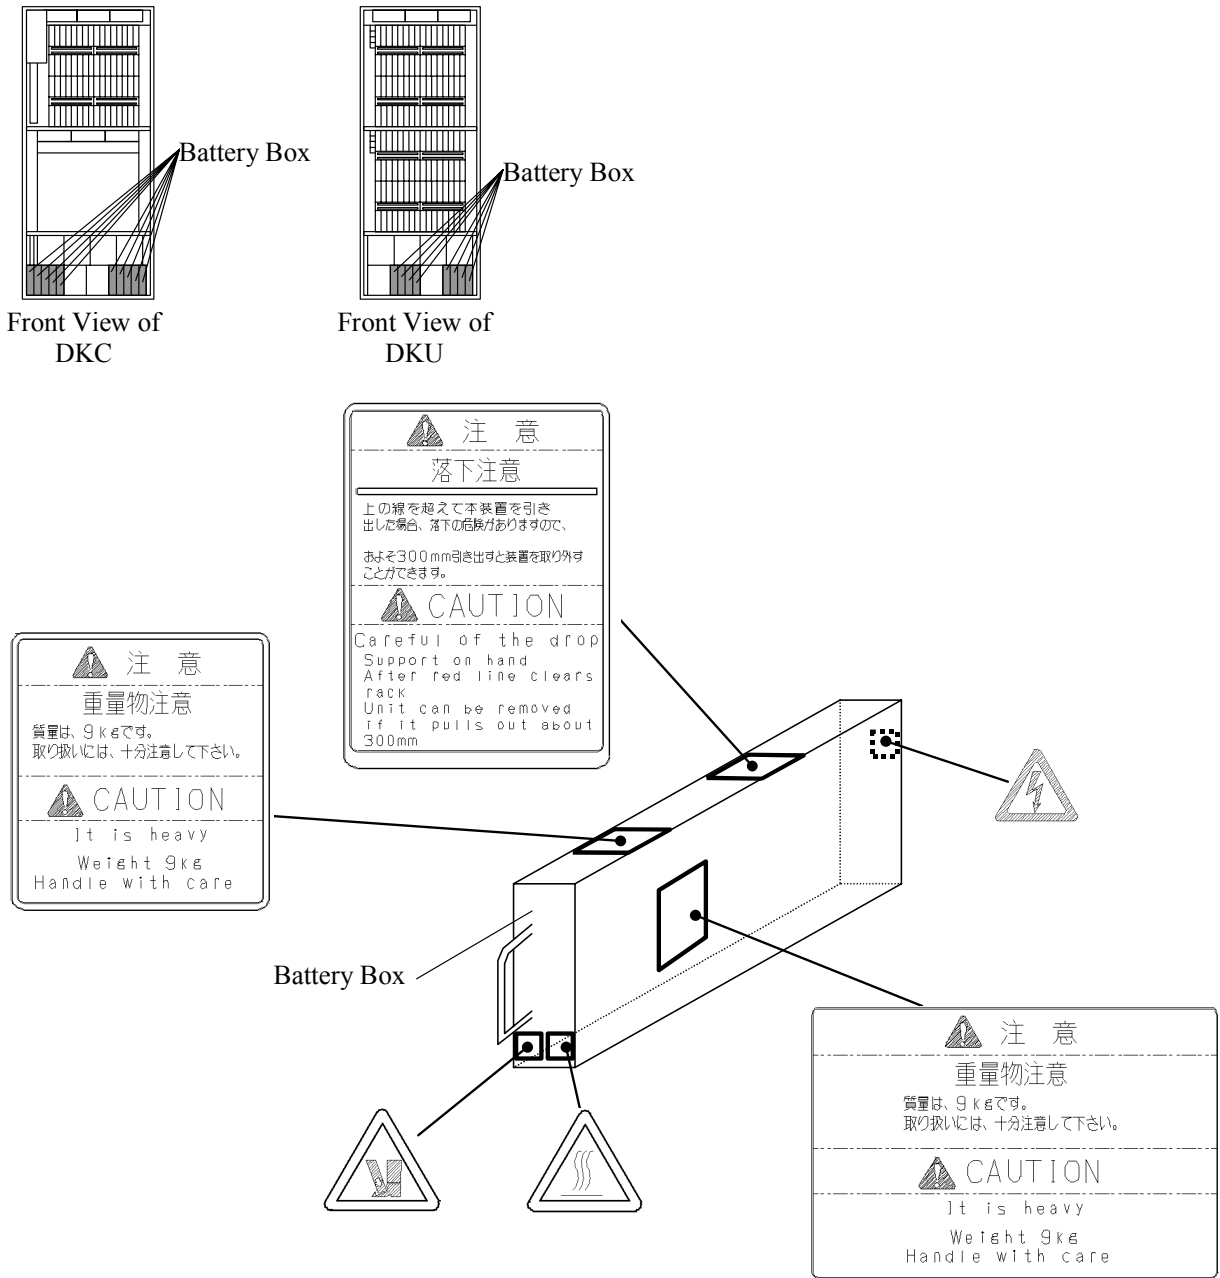 Battery Box
Battery Box
Front View of
DKC
Front View of
DKU
注 意
落下注意
上の線を超えて本装置を引き
出した場合、落下の危険がありますので、
およそ300mm引き出すと装置を取り外す
ことができます。
CAUTION
Careful of the drop
Support on hand
After red line clears
rack
Unit can be removed
if it pulls out about
300mm
注 意
重量物注意
質量は、9kgです。
取り扱いには、十分注意して下さい。
CAUTION
It is heavy
Weight 9kg
Handle with care
Battery Box
注 意
重量物注意
質量は、9kgです。
取り扱いには、十分注意して下さい。
CAUTION
It is heavy
Weight 9kg
Handle with care